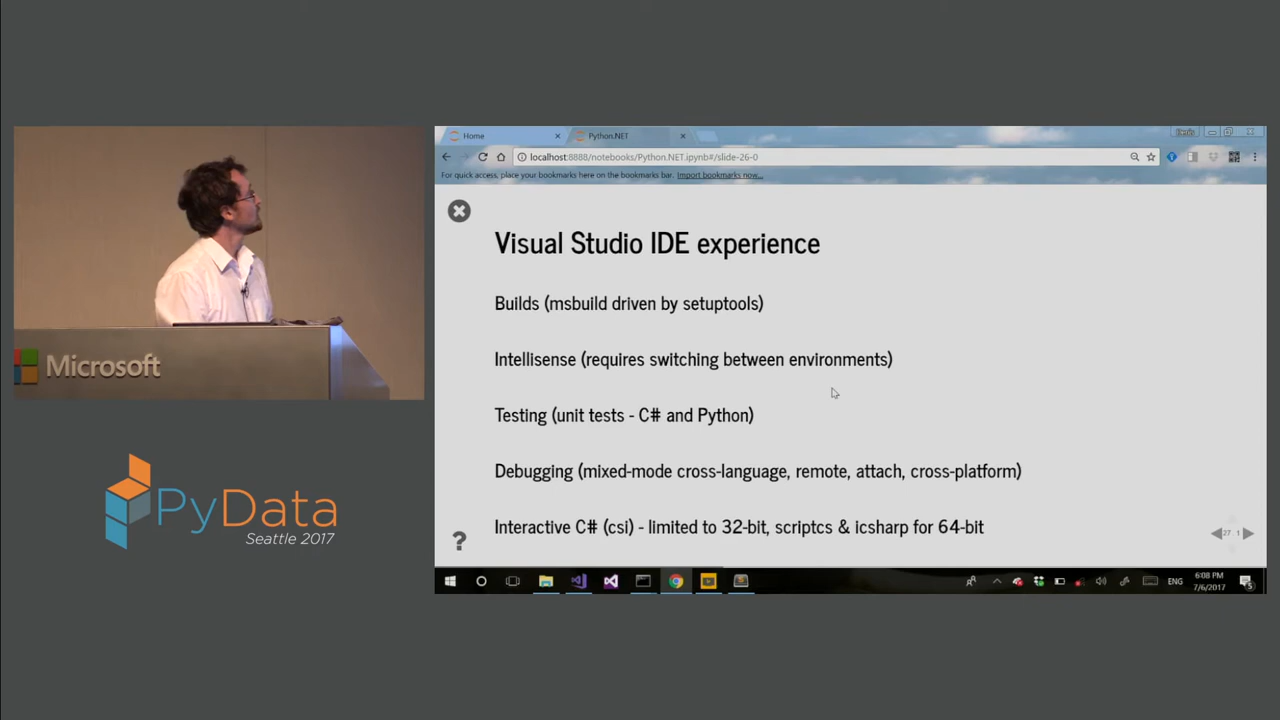 Microsoft
PyData
Seattle 2017
Home
Python.NET
localhost:8888/notebooks/Python.NET.ipynb#/slide-26-0
For quick access, place your bookmarks here on the bookmarks bar. Import bookmarks now...
Visual Studio IDE experience
Builds (msbuild driven by setuptools)
Intellisense (requires switching between environments)
Testing (unit tests - C# and Python)
Debugging (mixed-mode cross-language, remote, attach, cross-platform)
Interactive C# (csi) - limited to 32-bit, scriptcs & icsharp for 64-bit
?
27 1
ENG
6:08 PM
7/6/2017
5